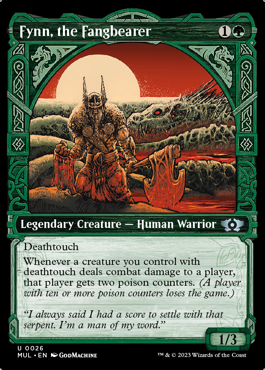 Fynn, the Fangbearer 1
Legendary Creature — Human Warrior
Deathtouch
Whenever a creature you control with
deathtouch deals combat damage to a player,
that player gets two poison counters. (A player
with ten or more poison counters loses the game.)
"I always said I had a score to settle with that
serpent. I'm a man of my word."
1/3
U 0026
MUL • EN GodMachine
™ & © 2023 Wizards of the Coast